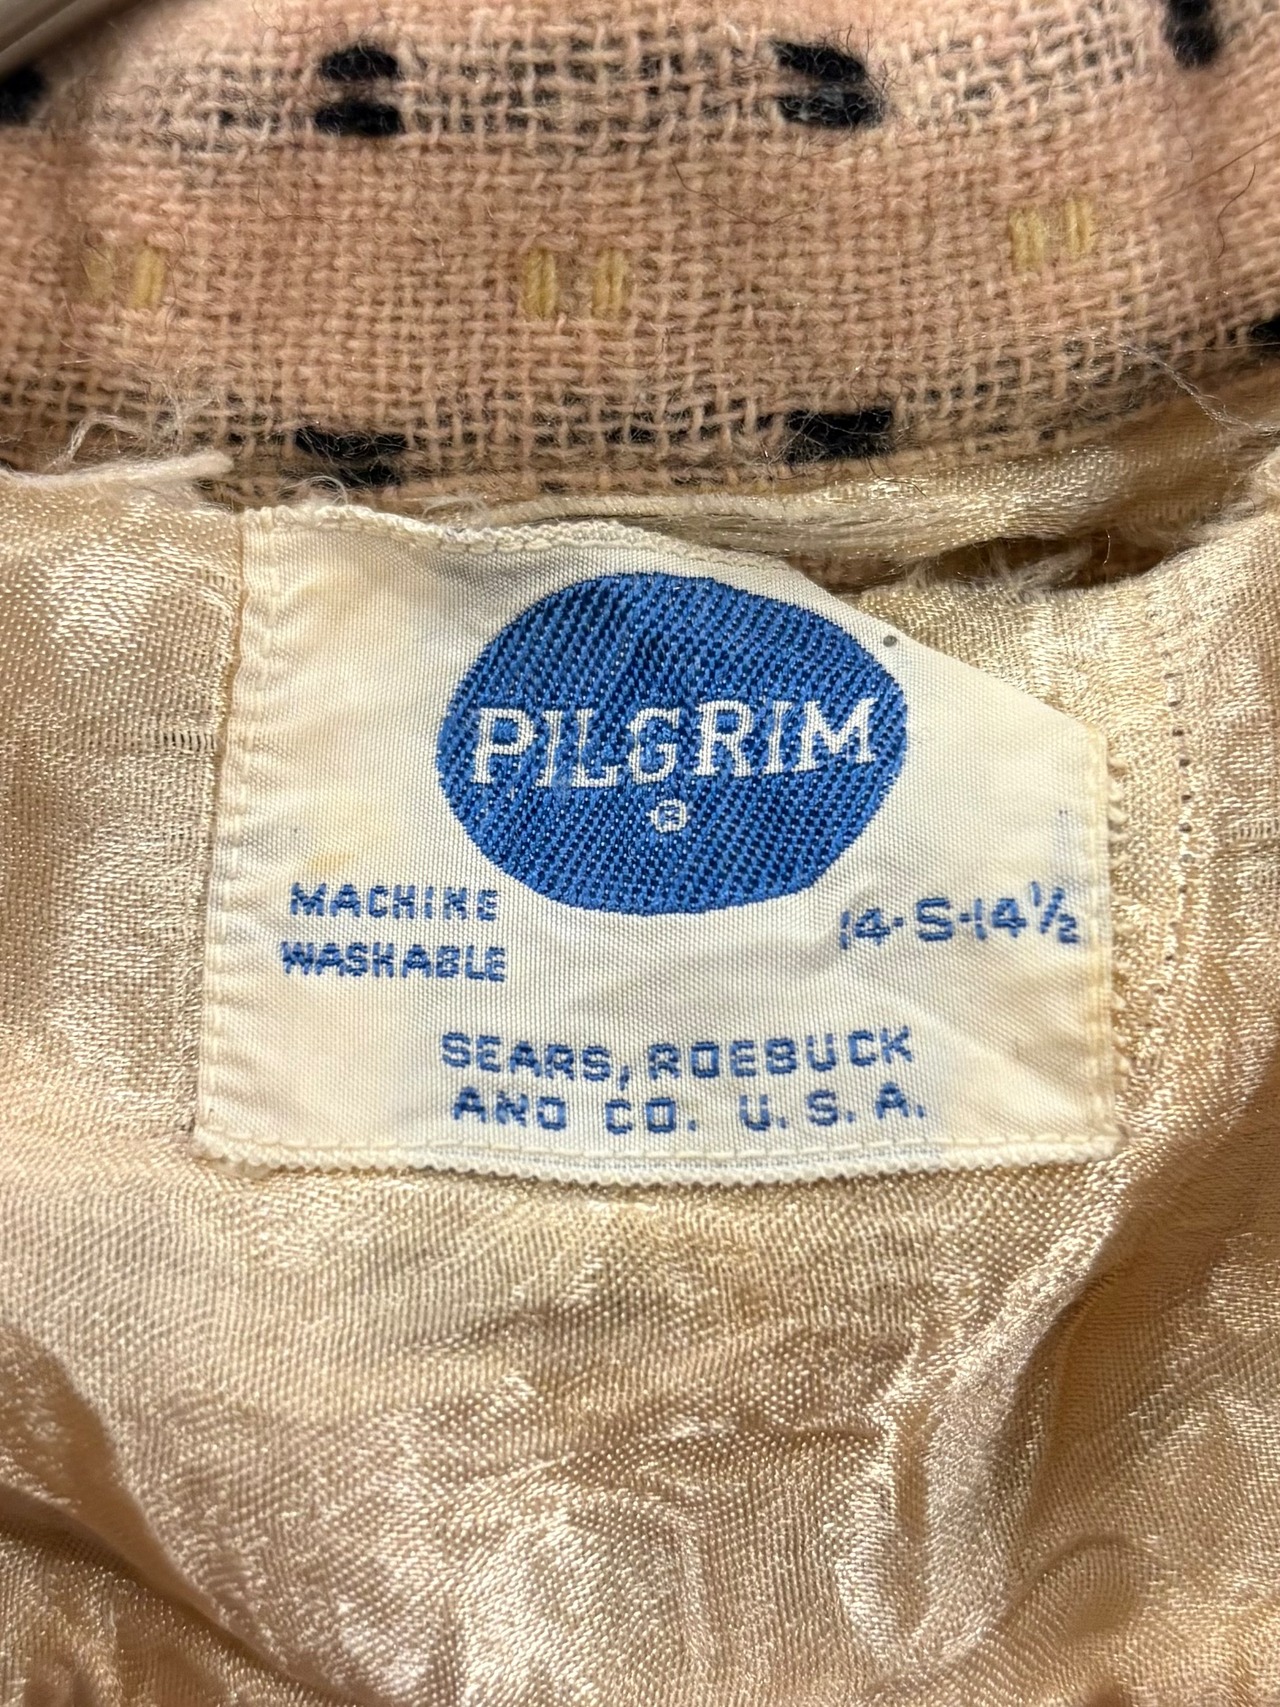 PILGRIM
®
MACHINE
WASHABLE
14-S-14½
SEARS, ROEBUCK
AND CO. U.S.A.